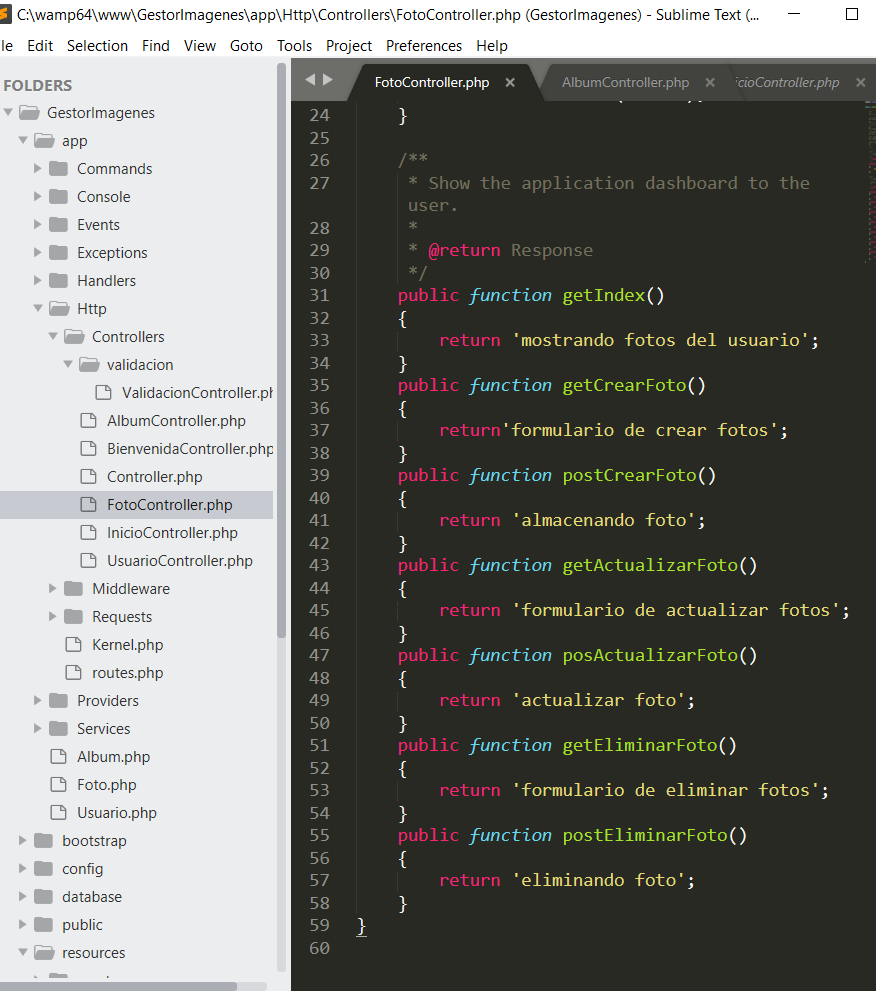 C:\wamp64\www\GestorImagenes\app\Http\Controllers\FotoController.php (GestorImagenes) - Sublime Text (...
le Edit Selection Find View Goto Tools Project Preferences Help
FOLDERS
GestorImagenes
app
Commands
Console
Events
Exceptions
Handlers
Http
Controllers
validacion
ValidacionController.ph
AlbumController.php
BienvenidaController.php
Controller.php
FotoController.php
InicioController.php
UsuarioController.php
Middleware
Requests
Kernel.php
routes.php
Providers
Services
Album.php
Foto.php
Usuario.php
bootstrap
config
database
public
resources
FotoController.php × AlbumController.php × icioController.php ×
24 }
25
26 /**
27 * Show the application dashboard to the
user.
28 *
29 * @return Response
30 */
31 public function getIndex()
32 {
33 return 'mostrando fotos del usuario';
34 }
35 public function getCrearFoto()
36 {
37 return'formulario de crear fotos';
38 }
39 public function postCrearFoto()
40 {
41 return 'almacenando foto';
42 }
43 public function getActualizarFoto()
44 {
45 return 'formulario de actualizar fotos';
46 }
47 public function posActualizarFoto()
48 {
49 return 'actualizar foto';
50 }
51 public function getEliminarFoto()
52 {
53 return 'formulario de eliminar fotos';
54 }
55 public function postEliminarFoto()
56 {
57 return 'eliminando foto';
58 }
59 }
60